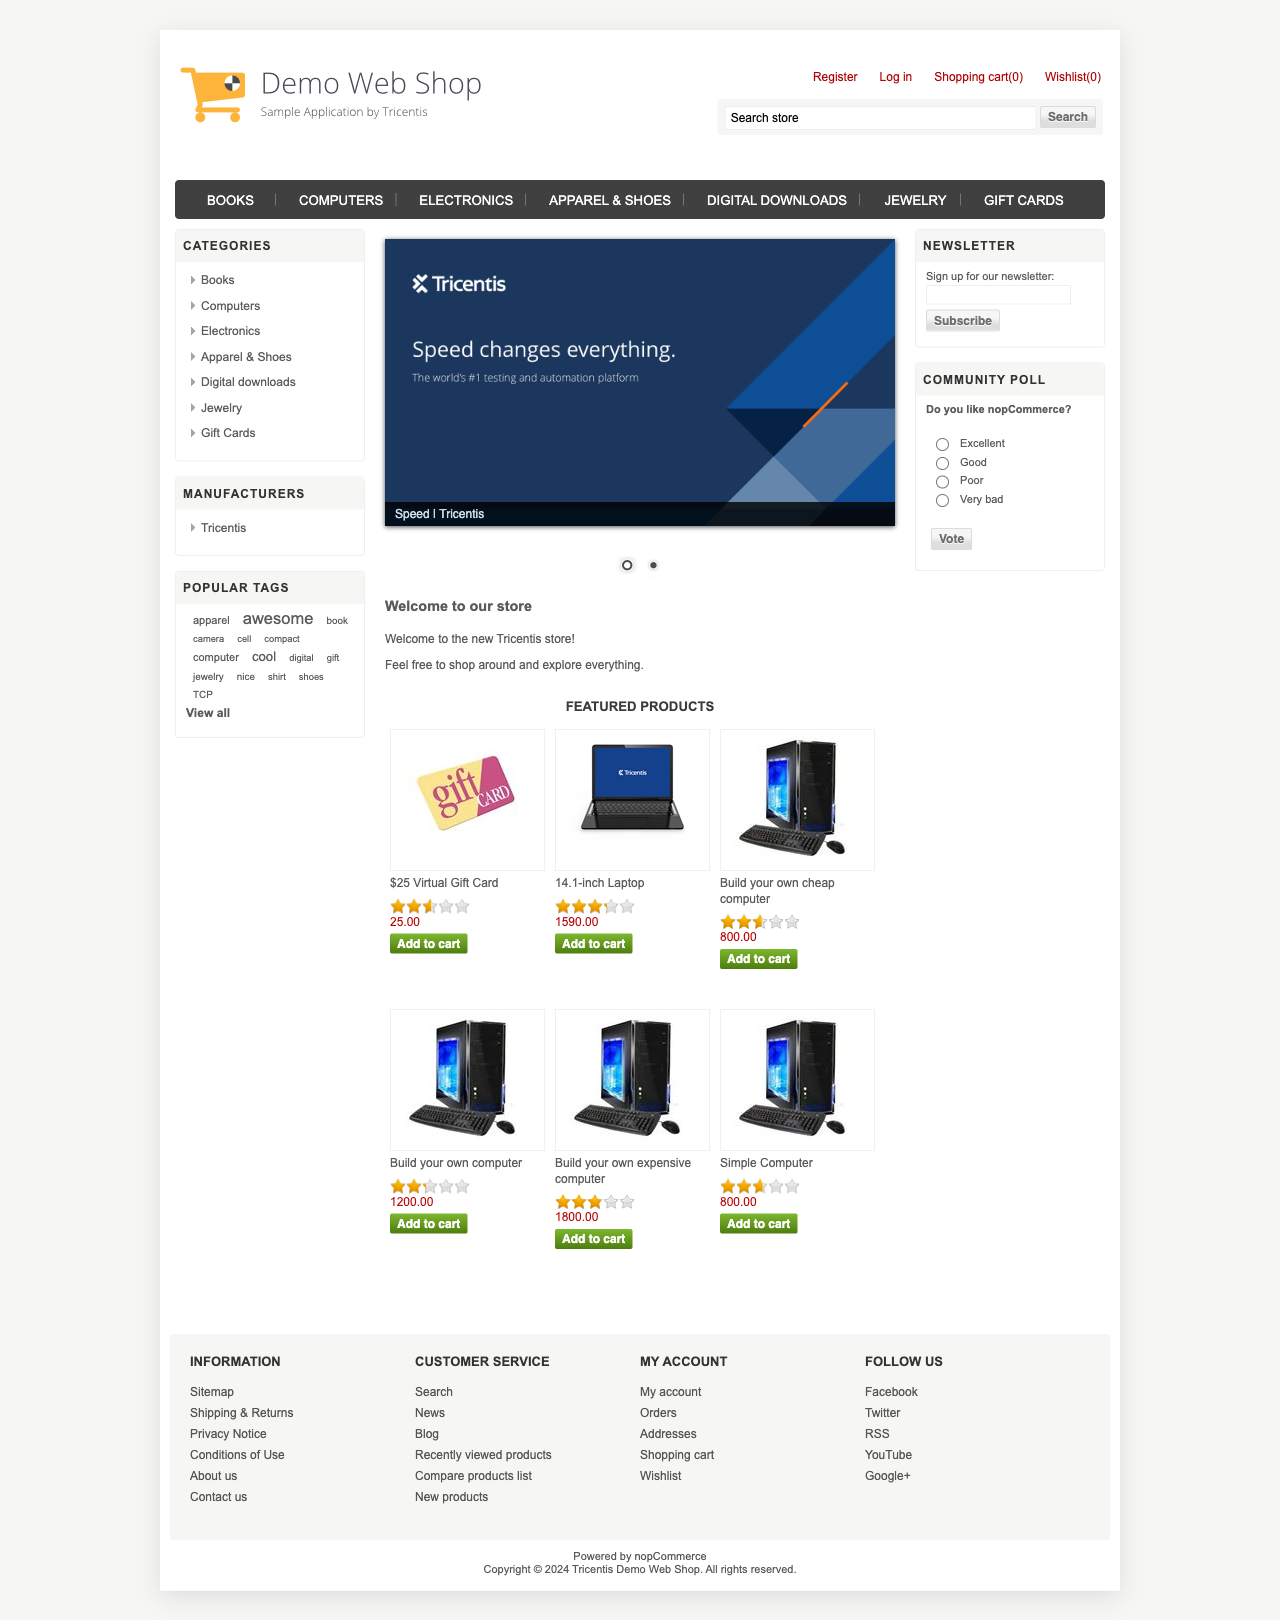 Demo Web Shop
Sample Application by Tricentis
Register Log in Shopping cart(0) Wishlist(0)
Search store Search
BOOKS COMPUTERS ELECTRONICS APPAREL & SHOES DIGITAL DOWNLOADS JEWELRY GIFT CARDS
CATEGORIES
Books
Computers
Electronics
Apparel & Shoes
Digital downloads
Jewelry
Gift Cards
MANUFACTURERS
Tricentis
POPULAR TAGS
apparel awesome book
camera cell compact
computer cool digital gift
jewelry nice shirt shoes
TCP
View all
Tricentis
Speed changes everything.
The world's #1 testing and automation platform
Speed | Tricentis
Welcome to our store
Welcome to the new Tricentis store!
Feel free to shop around and explore everything.
FEATURED PRODUCTS
gift
CARD
$25 Virtual Gift Card
25.00
Add to cart
Tricentis
14.1-inch Laptop
1590.00
Add to cart
Build your own cheap
computer
800.00
Add to cart
Build your own computer
1200.00
Add to cart
Build your own expensive
computer
1800.00
Add to cart
Simple Computer
800.00
Add to cart
NEWSLETTER
Sign up for our newsletter:
Subscribe
COMMUNITY POLL
Do you like nopCommerce?
Excellent
Good
Poor
Very bad
Vote
INFORMATION
Sitemap
Shipping & Returns
Privacy Notice
Conditions of Use
About us
Contact us
CUSTOMER SERVICE
Search
News
Blog
Recently viewed products
Compare products list
New products
MY ACCOUNT
My account
Orders
Addresses
Shopping cart
Wishlist
FOLLOW US
Facebook
Twitter
RSS
YouTube
Google+
Powered by nopCommerce
Copyright © 2024 Tricentis Demo Web Shop. All rights reserved.